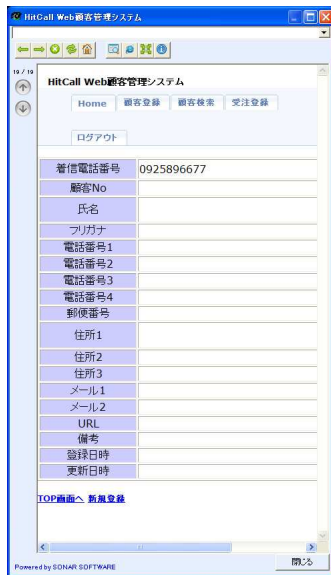 HitCall Web顧客管理システム
19 / 19
HitCall Web顧客管理システム
Home 顧客登録 顧客検索 受注登録
ログアウト
着信電話番号 0925896677
顧客No
氏名
フリガナ
電話番号1
電話番号2
電話番号3
電話番号4
郵便番号
住所1
住所2
住所3
メール1
メール2
URL
備考
登録日時
更新日時
TOP画面へ 新規登録
Powered by SONAR SOFTWARE
閉じる